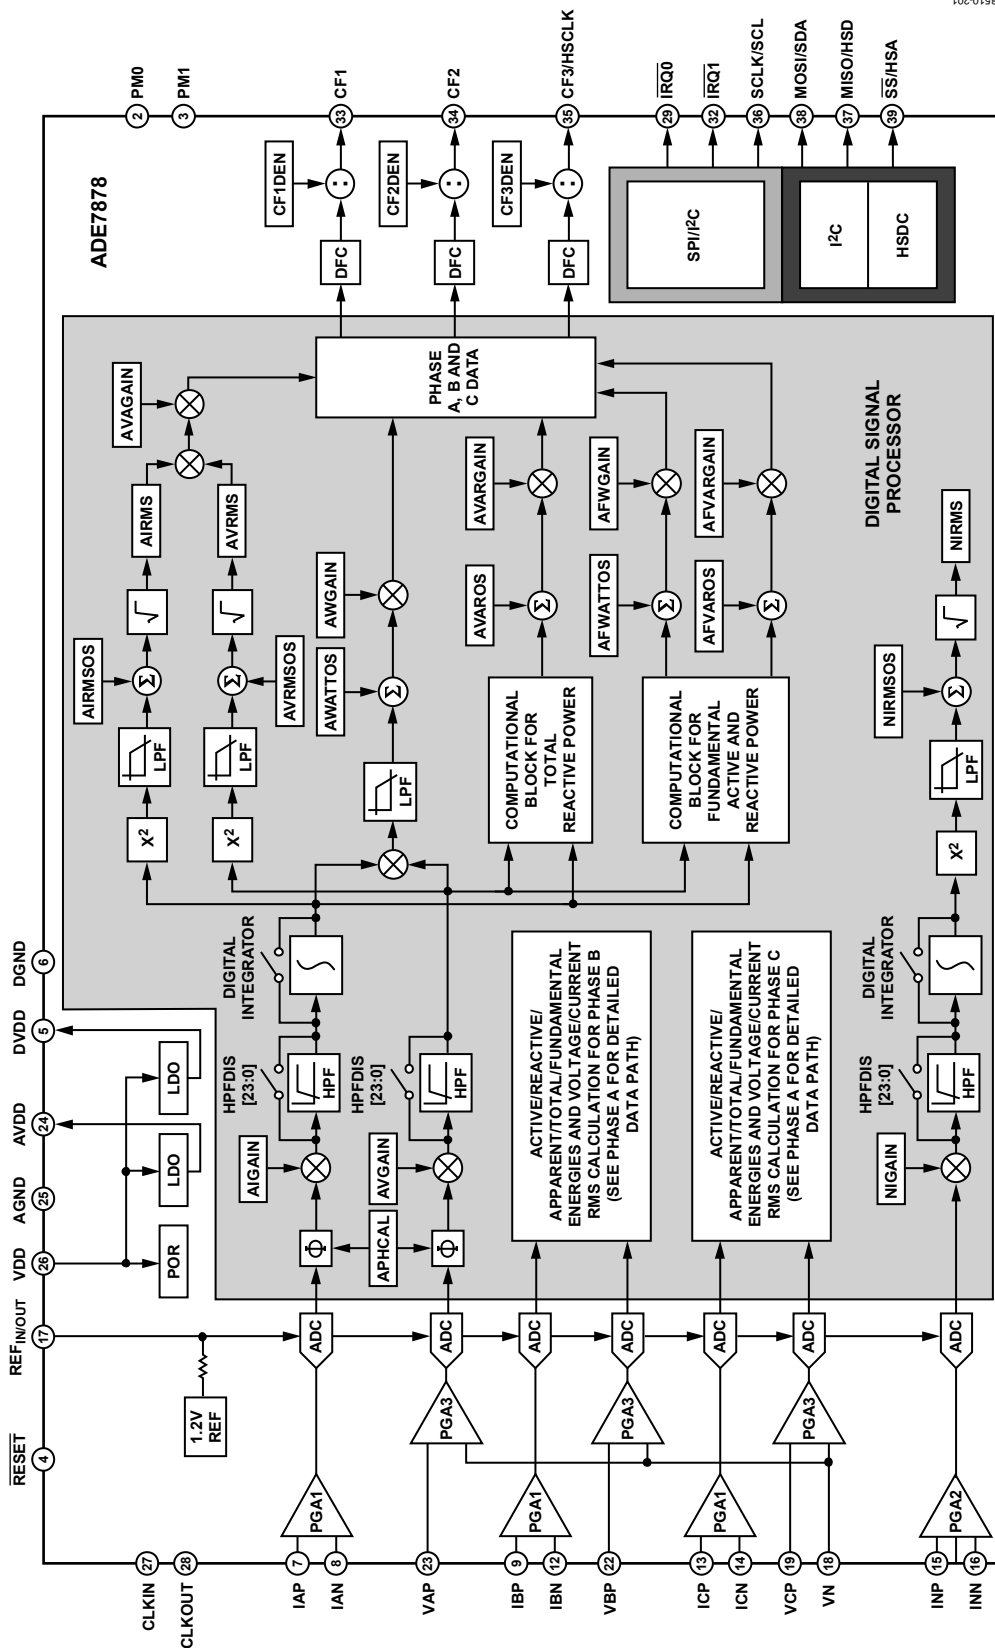 RESET
4
REF IN/OUT
17
VDD
26
AGND
25
AVDD
24
DVDD
5
DGND
6
CLKIN
27
CLKOUT
28
1.2V
REF
POR
LDO
LDO
ADE7878
2
PM0
3
PM1
IAP
7
IAN
8
PGA1
ADC
Φ
AIGAIN
HPFDIS
[23:0]
HPF
DIGITAL
INTEGRATOR
∫
X²
LPF
AIRMSOS
Σ
√
AIRMS
AVAGAIN
X²
LPF
AVRMSOS
Σ
√
AVRMS
APHCAL
VAP
23
PGA3
ADC
Φ
AVGAIN
HPFDIS
[23:0]
HPF
LPF
AWATTOS
Σ
AWGAIN
PHASE
A, B AND
C DATA
DFC
CF1DEN
:
33
CF1
DFC
CF2DEN
:
34
CF2
DFC
CF3DEN
:
35
CF3/HSCLK
IBP
9
IBN
12
PGA1
ADC
VBP
22
PGA3
ADC
ACTIVE/REACTIVE/
APPARENT/TOTAL/FUNDAMENTAL
ENERGIES AND VOLTAGE/CURRENT
RMS CALCULATION FOR PHASE B
(SEE PHASE A FOR DETAILED
DATA PATH)
COMPUTATIONAL
BLOCK FOR
TOTAL
REACTIVE POWER
AVAROS
Σ
AVARGAIN
COMPUTATIONAL
BLOCK FOR
FUNDAMENTAL
ACTIVE AND
REACTIVE POWER
AFWATTOS
Σ
AFWGAIN
AFVAROS
Σ
AFVARGAIN
ICP
13
ICN
14
PGA1
ADC
VCP
19
VN
18
PGA3
ADC
ACTIVE/REACTIVE/
APPARENT/TOTAL/FUNDAMENTAL
ENERGIES AND VOLTAGE/CURRENT
RMS CALCULATION FOR PHASE C
(SEE PHASE A FOR DETAILED
DATA PATH)
SPI/I²C
I²C
HSDC
29
IRQ0
32
IRQ1
36
SCLK/SCL
38
MOSI/SDA
37
MISO/HSD
39
SS/HSA
DIGITAL SIGNAL
PROCESSOR
INP
15
INN
16
PGA2
ADC
NIGAIN
HPFDIS
[23:0]
HPF
DIGITAL
INTEGRATOR
∫
X²
LPF
NIRMSOS
Σ
√
NIRMS